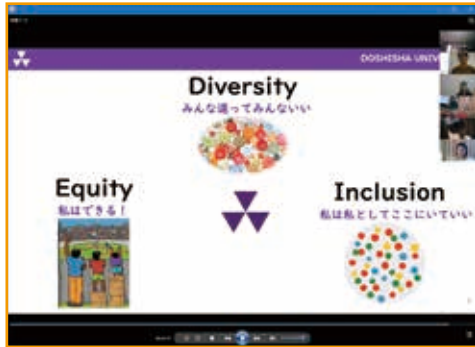 DOSHISHA UNIV
Diversity
みんな違ってみんないい
Equity
私はできる！
Inclusion
私は私としてここにいていい